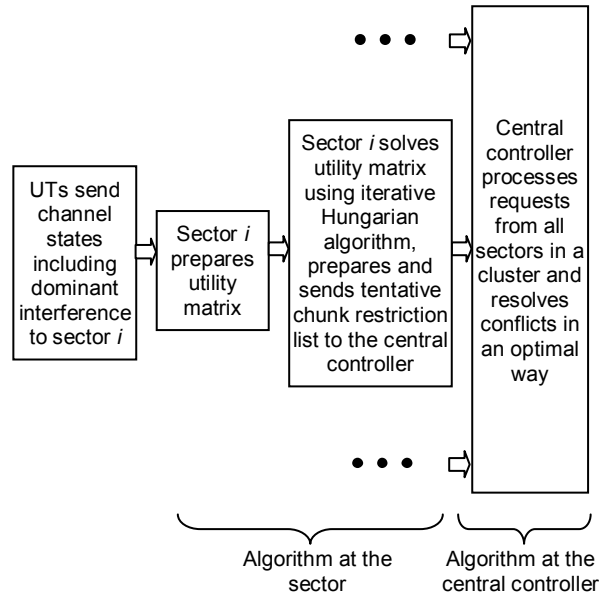 UTs send
channel
states
including
dominant
interference
to sector i
Sector i
prepares
utility
matrix
Sector i solves
utility matrix
using iterative
Hungarian
algorithm,
prepares and
sends tentative
chunk restriction
list to the central
controller
Central
controller
processes
requests
from all
sectors in a
cluster and
resolves
conflicts in
an optimal
way
Algorithm at the
sector
Algorithm at the
central controller